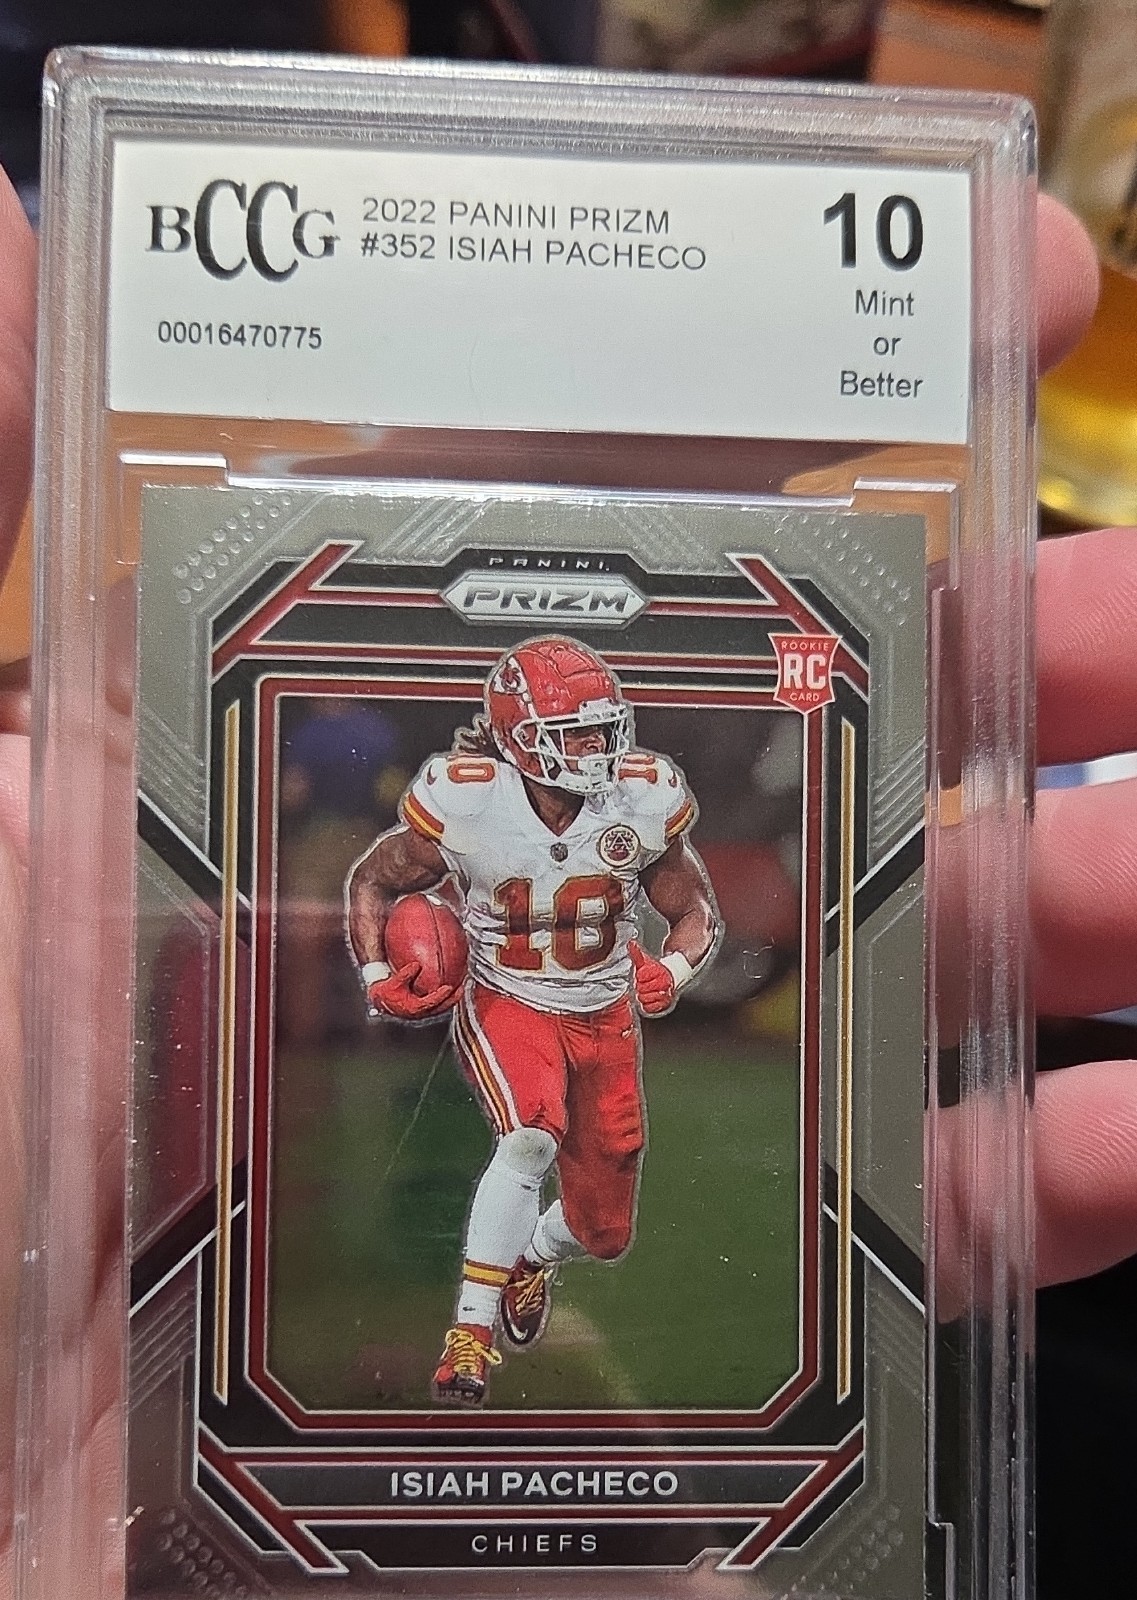 BCCG
2022 PANINI PRIZM
#352 ISIAH PACHECO
00016470775
10
Mint
or
Better
PANINI
PRIZM
ROOKIE
RC
CARD
10
10
10
ISIAH PACHECO
CHIEFS